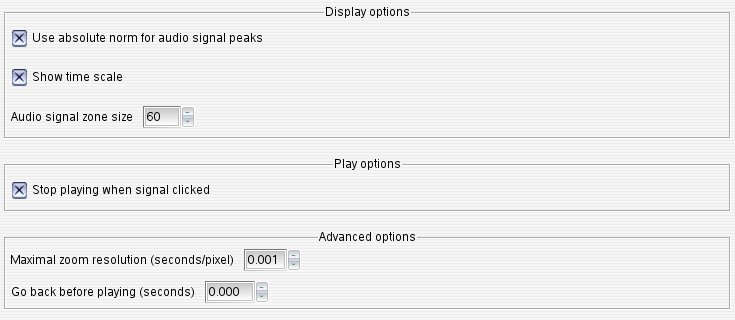 Display options
Use absolute norm for audio signal peaks
Show time scale
Audio signal zone size 60
Play options
Stop playing when signal clicked
Advanced options
Maximal zoom resolution (seconds/pixel) 0.001
Go back before playing (seconds) 0.000